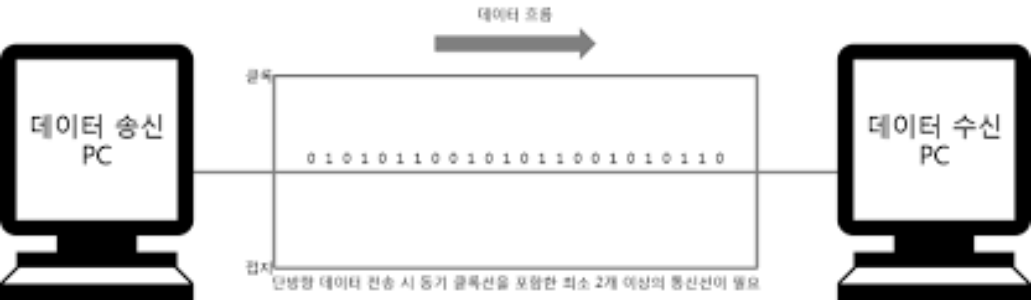 데이터 흐름
클록
데이터 송신
PC
0 1 0 1 0 1 1 0 0 1 0 1 0 1 1 0 0 1 0 1 0 1 1 0
데이터 수신
PC
접지
단방향 데이터 전송 시 동기 클록선을 포함한 최소 2개 이상의 통신선이 필요